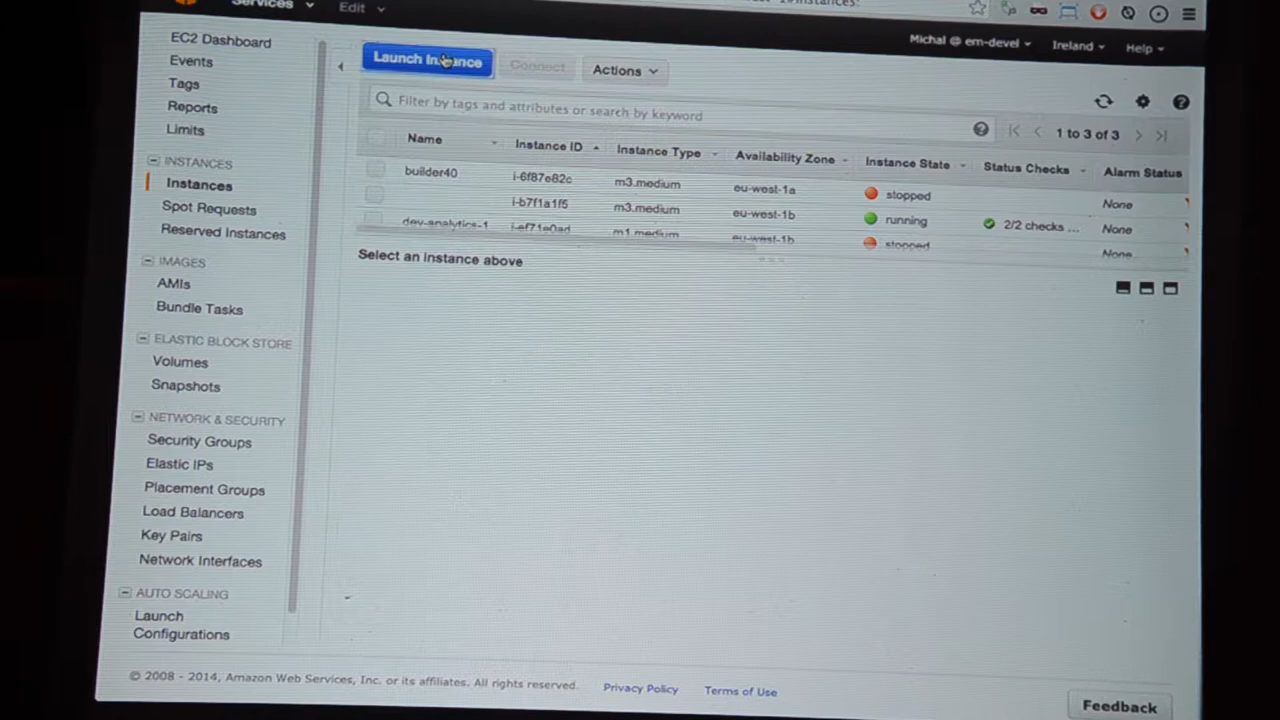 Services
Edit
Michal @ em-devel
Ireland
Help
EC2 Dashboard
Events
Tags
Reports
Limits
INSTANCES
Instances
Spot Requests
Reserved Instances
IMAGES
AMIs
Bundle Tasks
ELASTIC BLOCK STORE
Volumes
Snapshots
NETWORK & SECURITY
Security Groups
Elastic IPs
Placement Groups
Load Balancers
Key Pairs
Network Interfaces
AUTO SCALING
Launch
Configurations
Launch Instance
Connect
Actions
Filter by tags and attributes or search by keyword
1 to 3 of 3
Name Instance ID Instance Type Availability Zone Instance State Status Checks Alarm Status
builder40 i-6f87e82c m3.medium eu-west-1a stopped None
i-b7f1a1f5 m3.medium eu-west-1b running 2/2 checks ... None
dev-analytics-1 i-ef71e0ad m1.medium eu-west-1b stopped None
Select an instance above
© 2008 - 2014, Amazon Web Services, Inc. or its affiliates. All rights reserved. Privacy Policy Terms of Use
Feedback